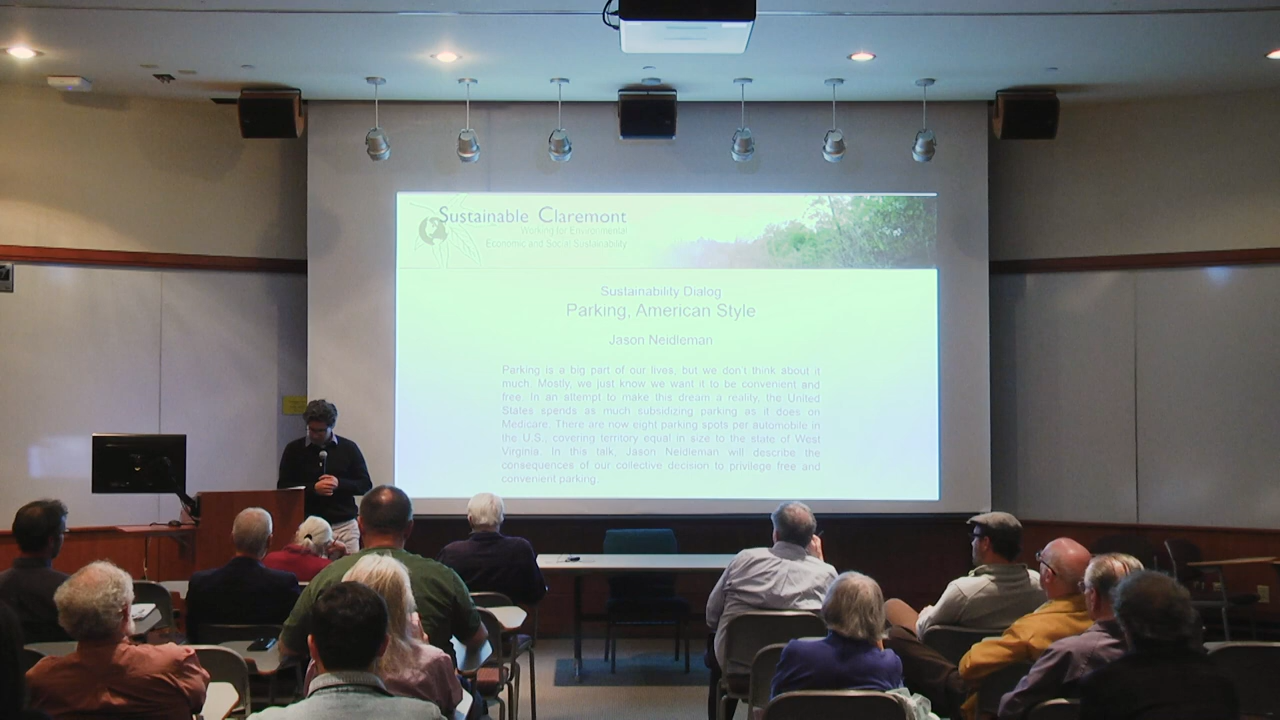 Sustainable Claremont
Working for Environmental
Economic and Social Sustainability
Sustainability Dialog
Parking, American Style
Jason Neidleman
Parking is a big part of our lives, but we don't think about it
much. Mostly, we just know we want it to be convenient and
free. In an attempt to make this dream a reality, the United
States spends as much subsidizing parking as it does on
Medicare. There are now eight parking spots per automobile in
the U.S., covering territory equal in size to the state of West
Virginia. In this talk, Jason Neidleman will describe the
consequences of our collective decision to privilege free and
convenient parking.